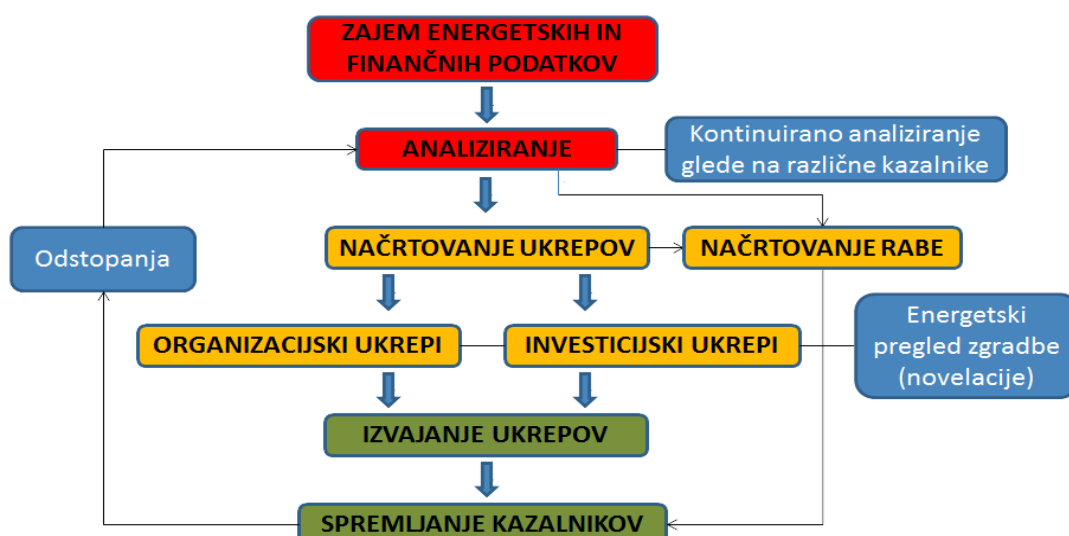 ZAJEM ENERGETSKIH IN
FINANČNIH PODATKOV
ANALIZIRANJE
Kontinuirano analiziranje
glede na različne kazalnike
Odstopanja
NAČRTOVANJE UKREPOV
NAČRTOVANJE RABE
ORGANIZACIJSKI UKREPI
INVESTICIJSKI UKREPI
Energetski
pregled zgradbe
(novelacije)
IZVAJANJE UKREPOV
SPREMLJANJE KAZALNIKOV